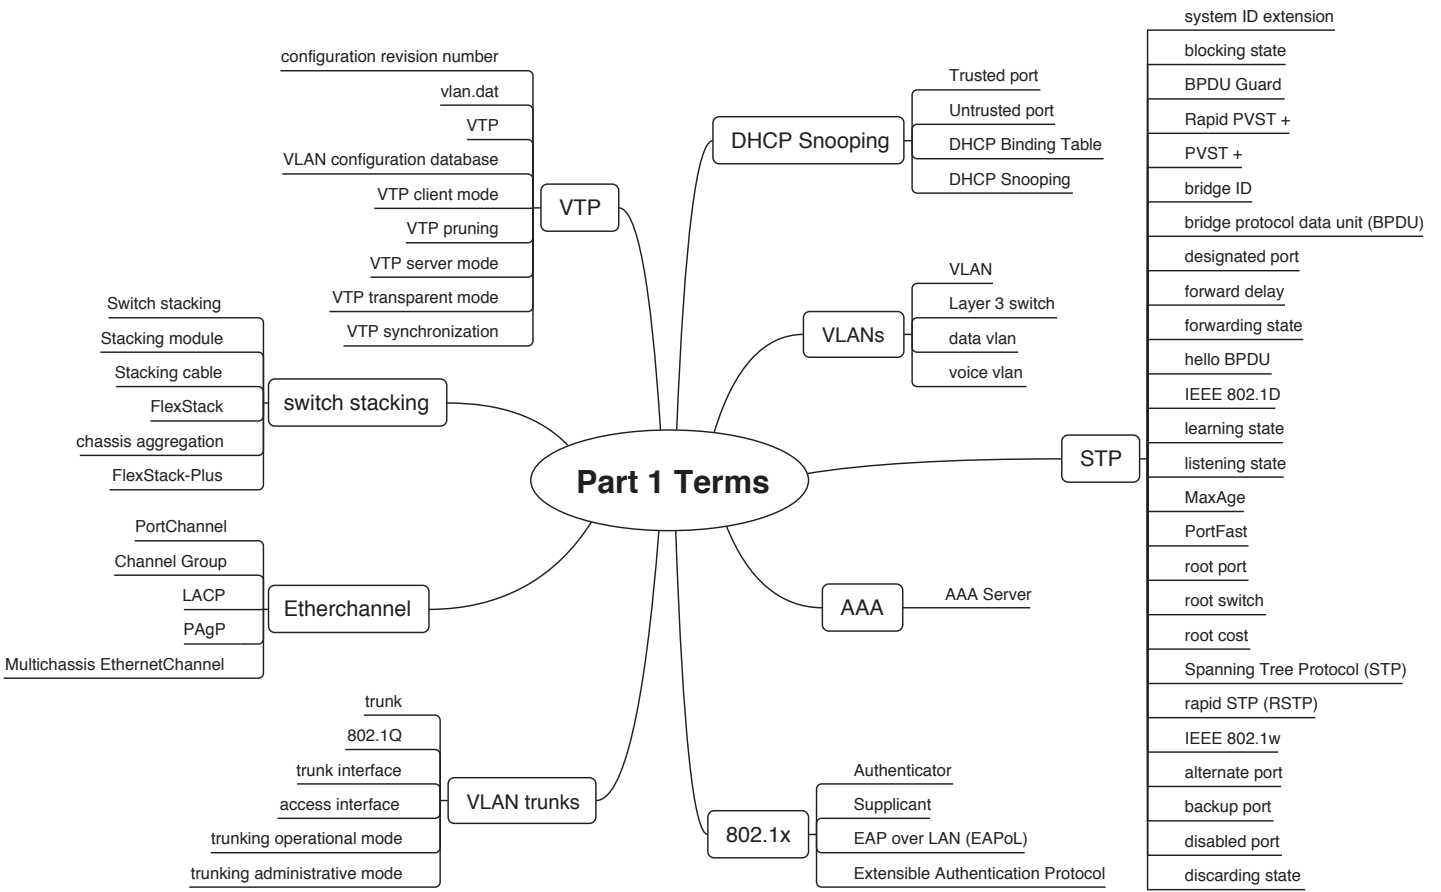 Part 1 Terms
VTP
configuration revision number
vlan.dat
VTP
VLAN configuration database
VTP client mode
VTP pruning
VTP server mode
VTP transparent mode
VTP synchronization
switch stacking
Switch stacking
Stacking module
Stacking cable
FlexStack
chassis aggregation
FlexStack-Plus
Etherchannel
PortChannel
Channel Group
LACP
PAgP
Multichassis EthernetChannel
VLAN trunks
trunk
802.1Q
trunk interface
access interface
trunking operational mode
trunking administrative mode
DHCP Snooping
Trusted port
Untrusted port
DHCP Binding Table
DHCP Snooping
VLANs
VLAN
Layer 3 switch
data vlan
voice vlan
STP
system ID extension
blocking state
BPDU Guard
Rapid PVST +
PVST +
bridge ID
bridge protocol data unit (BPDU)
designated port
forward delay
forwarding state
hello BPDU
IEEE 802.1D
learning state
listening state
MaxAge
PortFast
root port
root switch
root cost
Spanning Tree Protocol (STP)
rapid STP (RSTP)
IEEE 802.1w
alternate port
backup port
disabled port
discarding state
AAA
AAA Server
802.1x
Authenticator
Supplicant
EAP over LAN (EAPoL)
Extensible Authentication Protocol